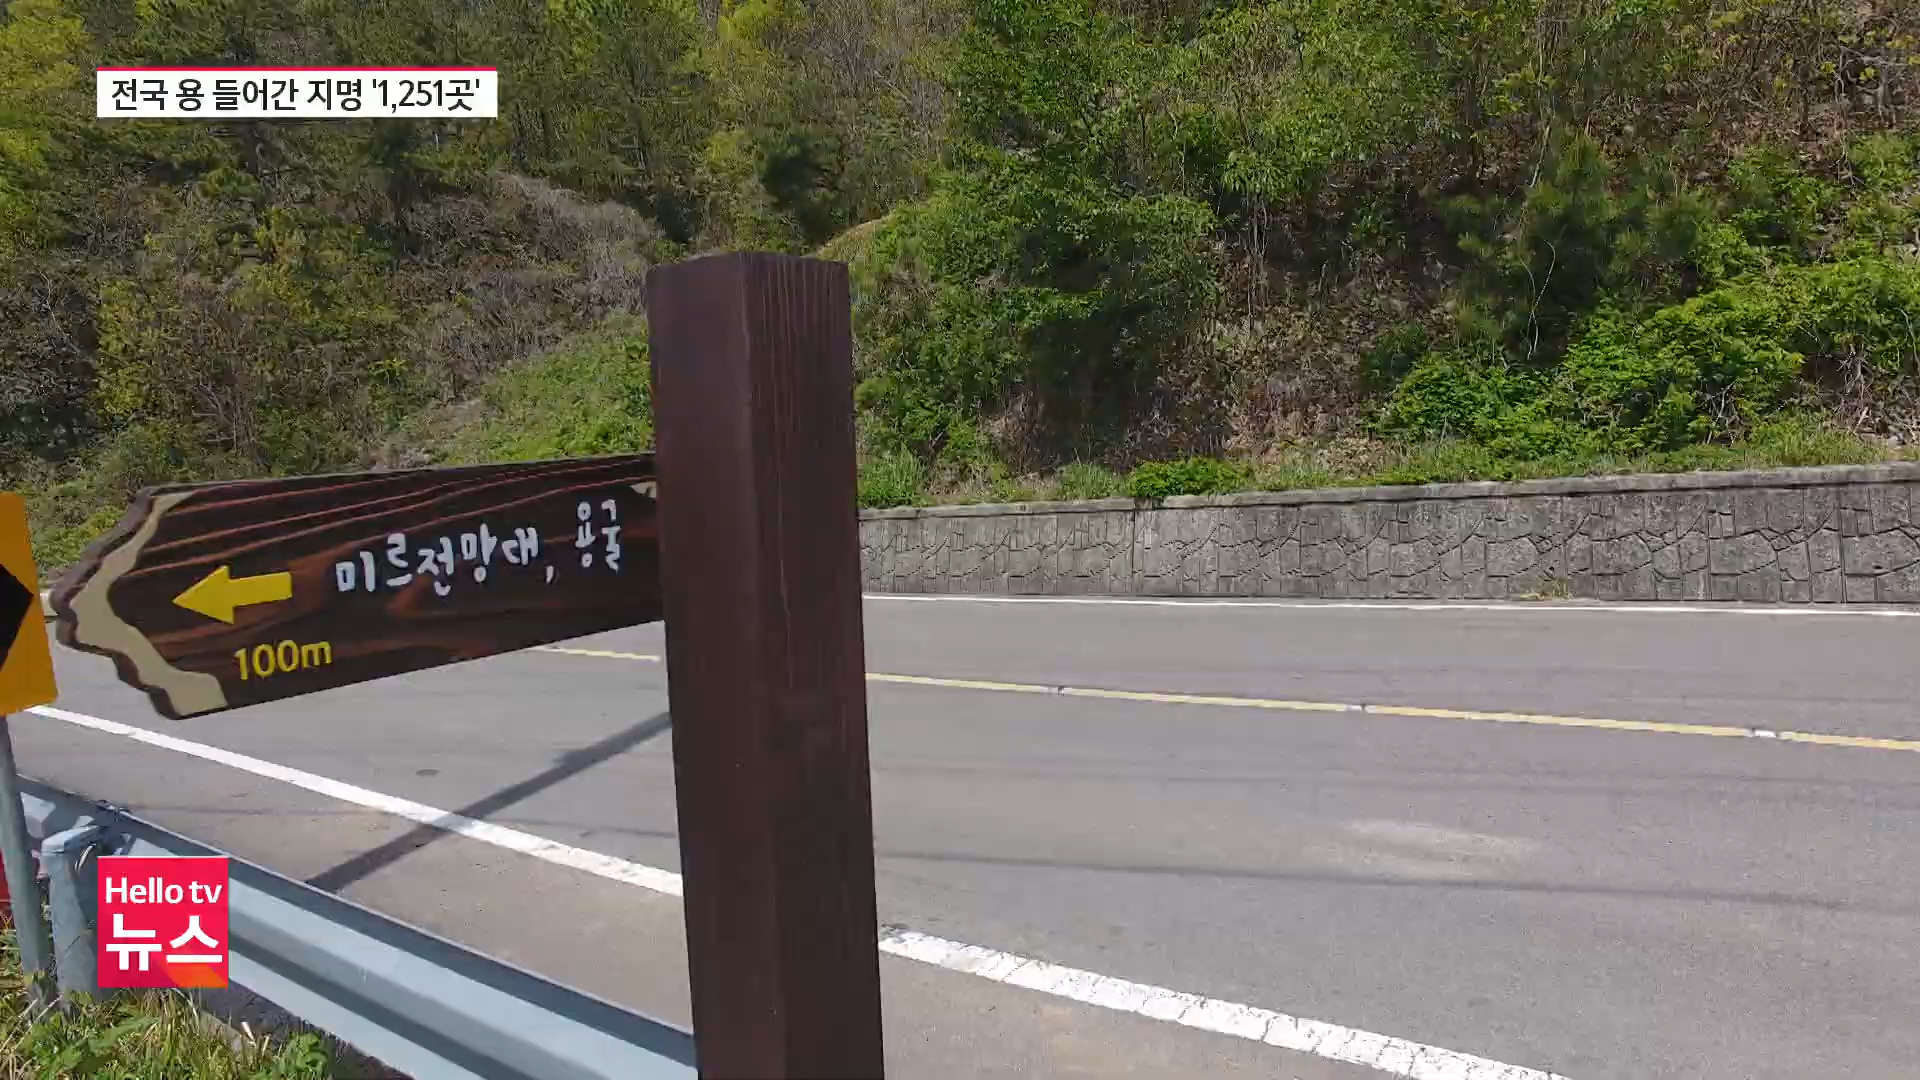 전국 용 들어간 지명 '1,251곳'
미르전망대, 용굴
100m
Hello tv
뉴스